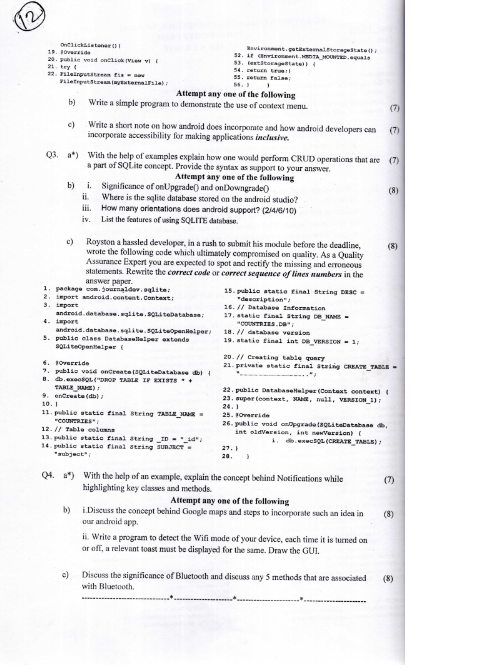 12
OnClickListener()|
19. @Override
20. public void onClick(View v) {
21. try {
22. FileInputStream fis = new
FileInputStream(myExternalFile);
Environment.getExternalStorageState();
52. if (Environment.MEDIA_MOUNTED.equals
53. (extStorageState)) {
54. return true;}
55. return false;
56. } }
Attempt any one of the following
b) Write a simple program to demonstrate the use of context menu. (7)
c) Write a short note on how android does incorporate and how android developers can (7)
incorporate accessibility for making applications inclusive.
Q3. a*) With the help of examples explain how one would perform CRUD operations that are (7)
a part of SQLite concept. Provide the syntax as support to your answer.
Attempt any one of the following
b) i. Significance of onUpgrade() and onDowngrade() (8)
ii. Where is the sqlite database stored on the android studio?
iii. How many orientations does android support? (2/4/6/10)
iv. List the features of using SQLITE database.
c) Royston a hassled developer, in a rush to submit his module before the deadline, (8)
wrote the following code which ultimately compromised on quality. As a Quality
Assurance Expert you are expected to spot and rectify the missing and erroneous
statements. Rewrite the correct code or correct sequence of lines numbers in the
answer paper.
1. package com.journaldev.sqlite;
2. import android.content.Context;
3. import
android.database.sqlite.SQLiteDatabase;
4. import
android.database.sqlite.SQLiteOpenHelper;
5. public class DatabaseHelper extends
SQLiteOpenHelper {
6. @Override
7. public void onCreate(SQLiteDatabase db) {
8. db.execSQL("DROP TABLE IF EXISTS " +
TABLE_NAME);
9. onCreate(db);
10. }
11. public static final String TABLE_NAME =
"COUNTRIES";
12. // Table columns
13. public static final String _ID = "_id";
14. public static final String SUBJECT =
"subject";
15. public static final String DESC =
"description";
16. // Database Information
17. static final String DB_NAME =
"COUNTRIES.DB";
18. // database version
19. static final int DB_VERSION = 1;
20. // Creating table query
21. private static final String CREATE_TABLE =
"_______________";
22. public DatabaseHelper(Context context) {
23. super(context, NAME, null, VERSION_1);
24. }
25. @Override
26. public void onUpgrade(SQLiteDatabase db,
int oldVersion, int newVersion) {
i. db.execSQL(CREATE_TABLE);
27. }
28. }
Q4. a*) With the help of an example, explain the concept behind Notifications while (7)
highlighting key classes and methods.
Attempt any one of the following
b) i.Discuss the concept behind Google maps and steps to incorporate such an idea in (8)
our android app.
ii. Write a program to detect the Wifi mode of your device, each time it is turned on
or off, a relevant toast must be displayed for the same. Draw the GUI.
c) Discuss the significance of Bluetooth and discuss any 5 methods that are associated (8)
with Bluetooth.
-----------------------------*--------------------*----------------------*--------------------